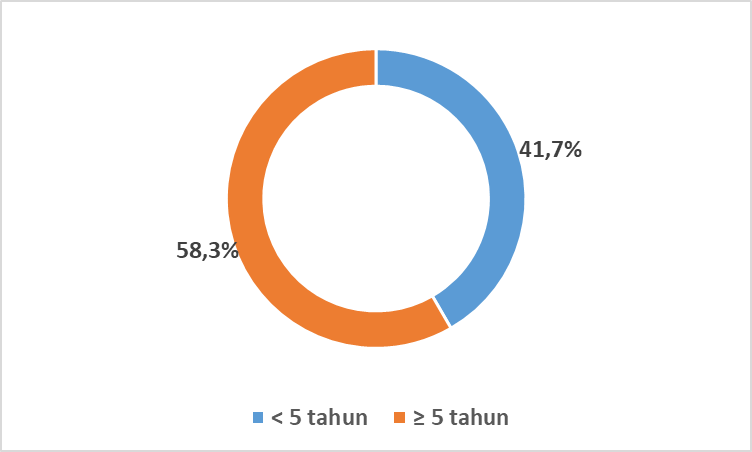 41,7%
58,3%
< 5 tahun
≥ 5 tahun